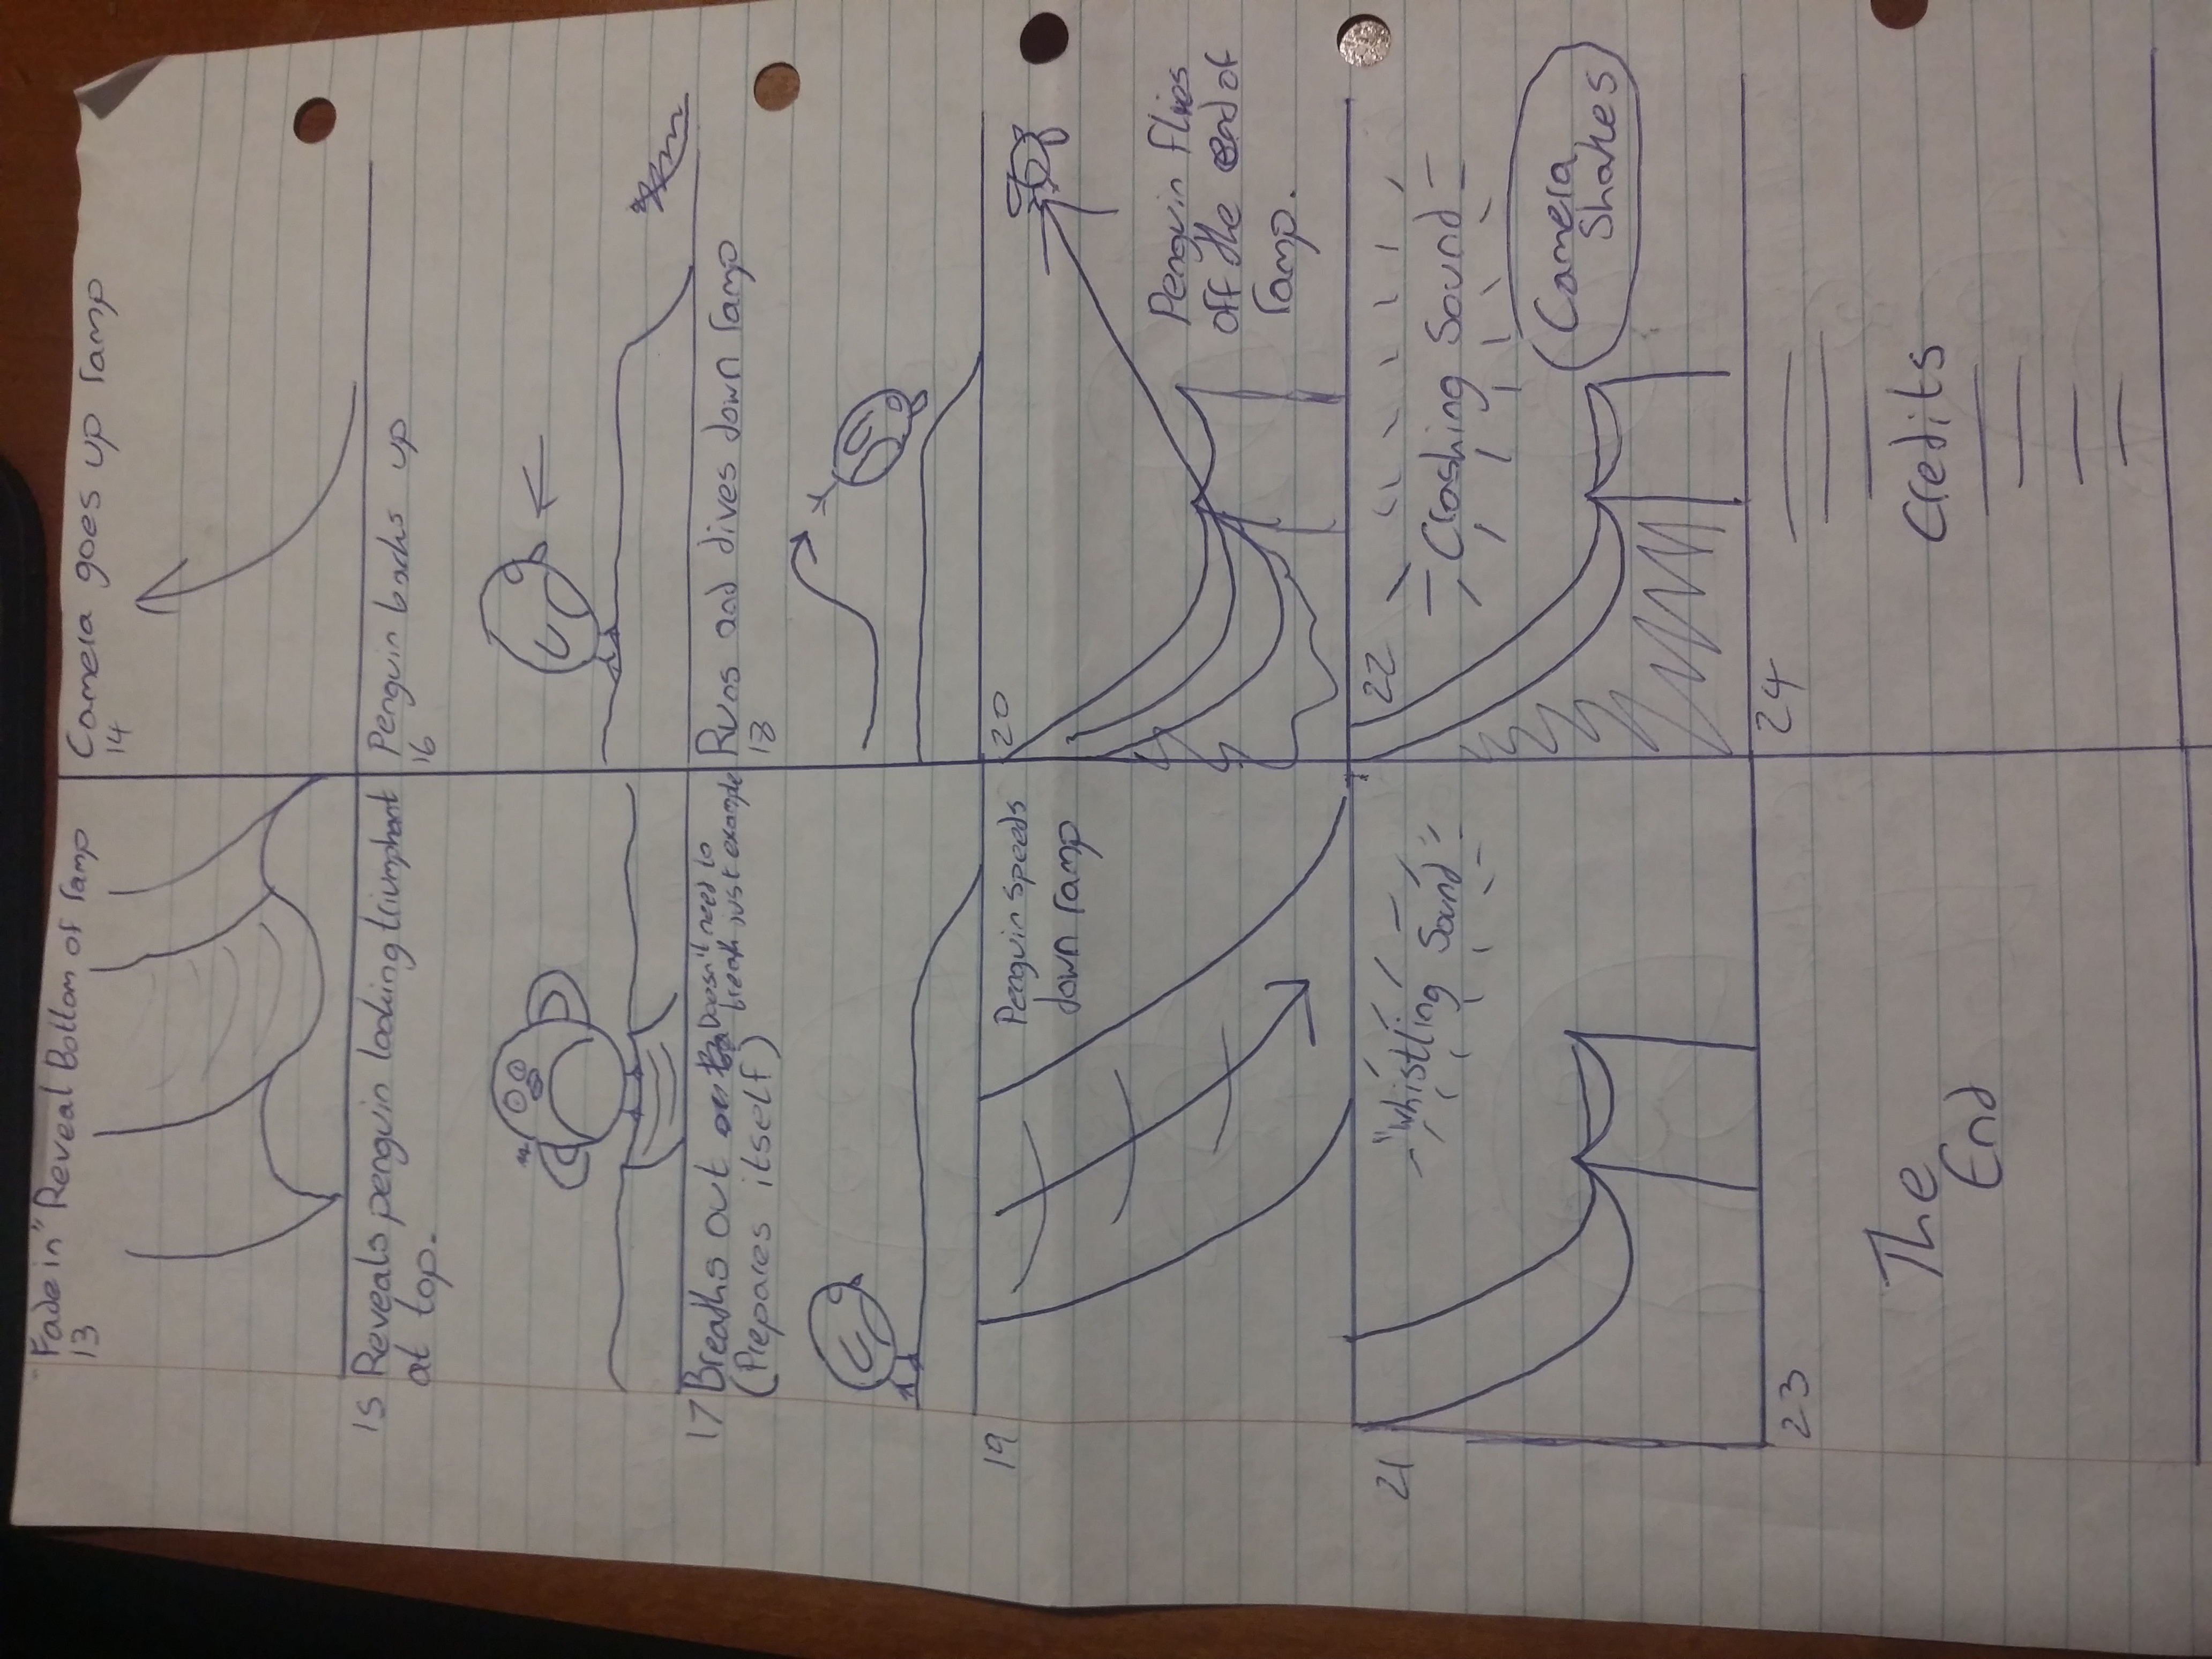 Fade in" Reveal Bottom of ramp
13
Camera goes up ramp
14
15 Reveals penguin looking triumphant
at top.
Penguin backs up
16
17 Breaths out Doesn't need to
break just example
(Prepares itself)
Runs and dives down ramp
18
19
Penguin speeds
down ramp
20
Penguin flies
off the end of
ramp.
21
"Whistling Sound"
22
Crashing Sound
Camera
Shakes
23
The
End
24
Credits